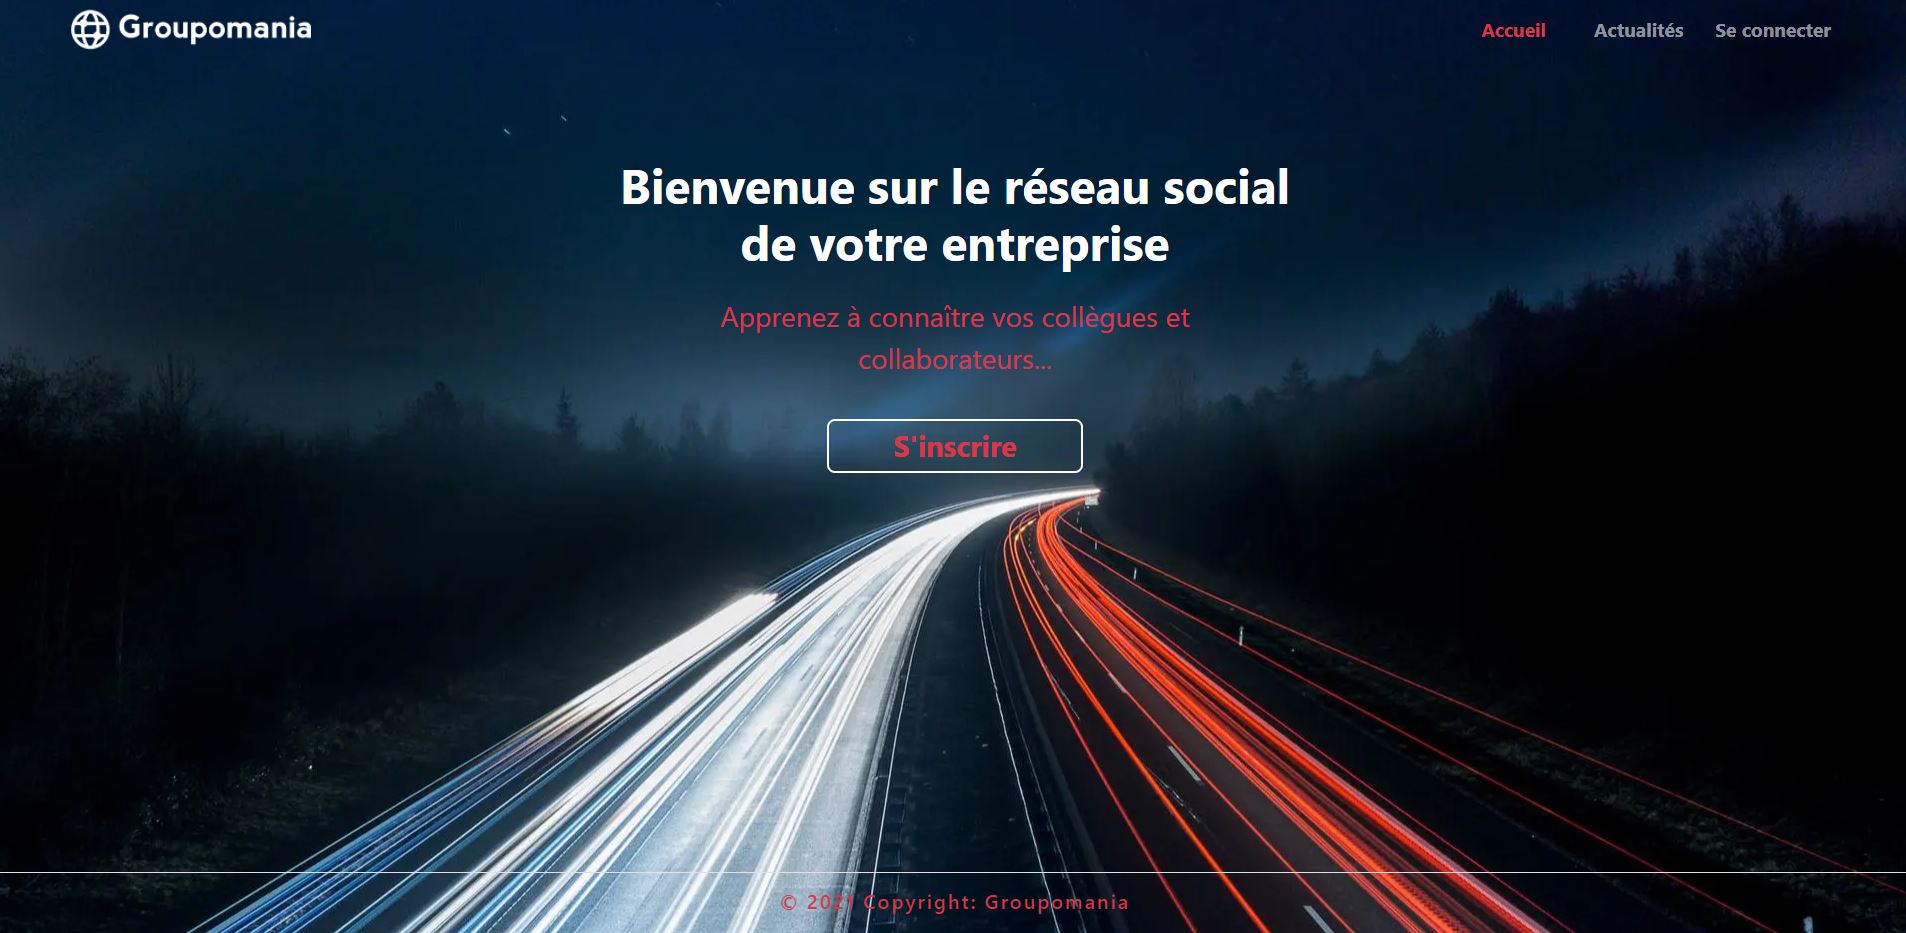 Groupomania
Accueil
Actualités
Se connecter
Bienvenue sur le réseau social
de votre entreprise
Apprenez à connaître vos collègues et
collaborateurs...
S'inscrire
© 2021 Copyright: Groupomania